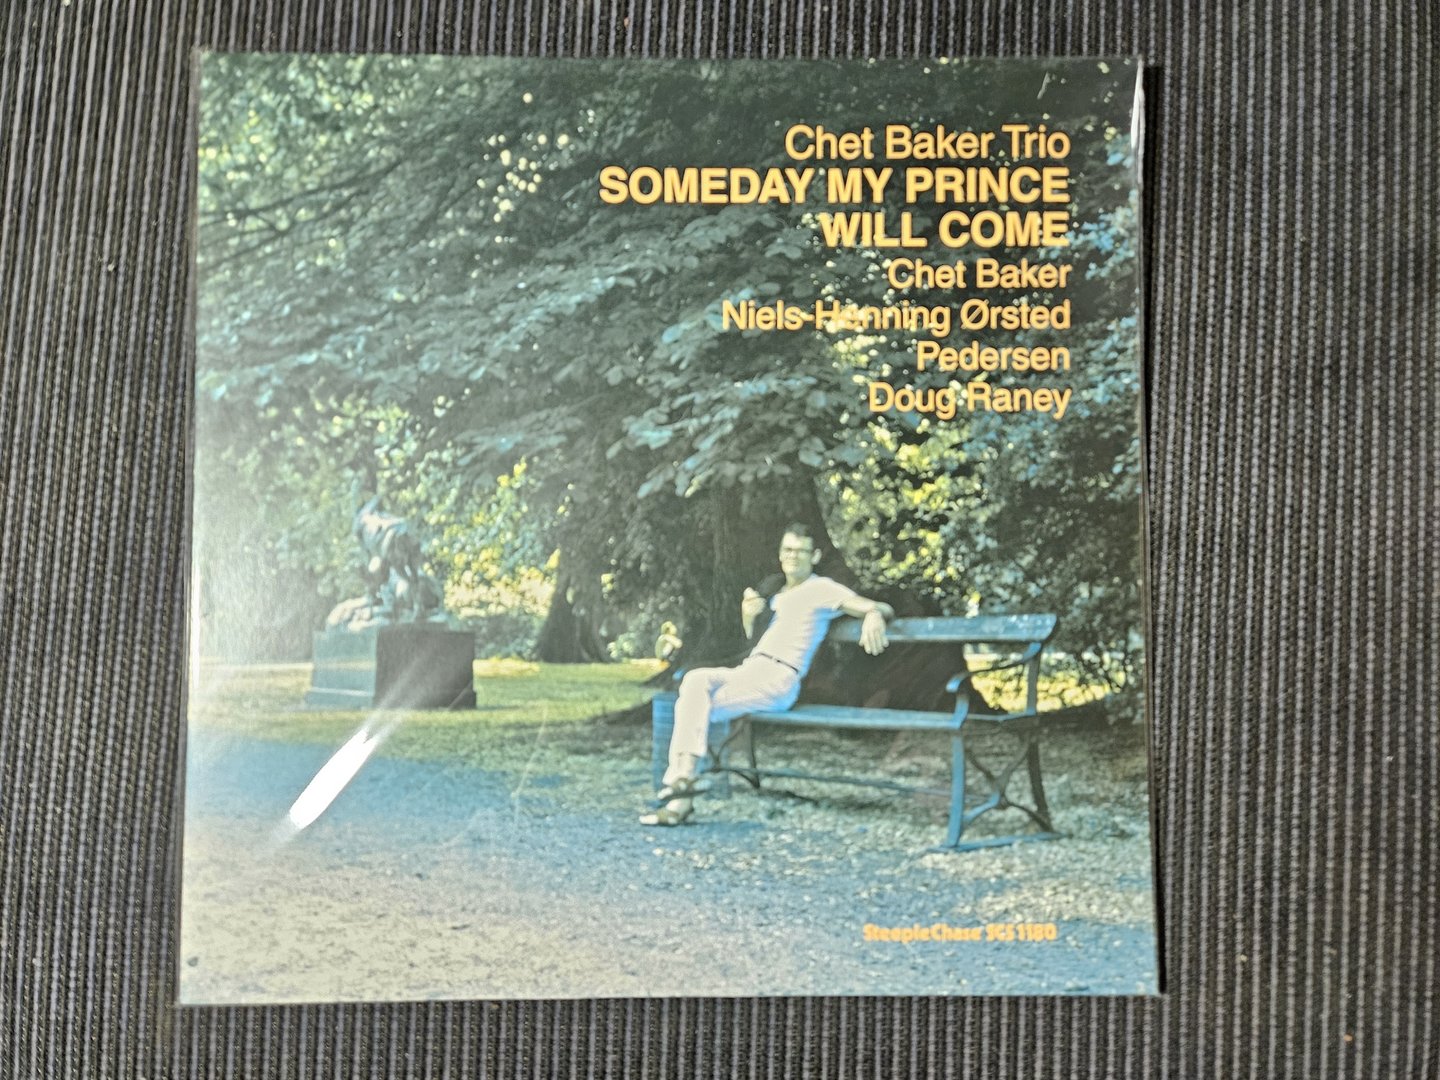 Chet Baker Trio
SOMEDAY MY PRINCE
WILL COME
Chet Baker
Niels-Henning Ørsted
Pedersen
Doug Raney
SteepleChase SCS 1180